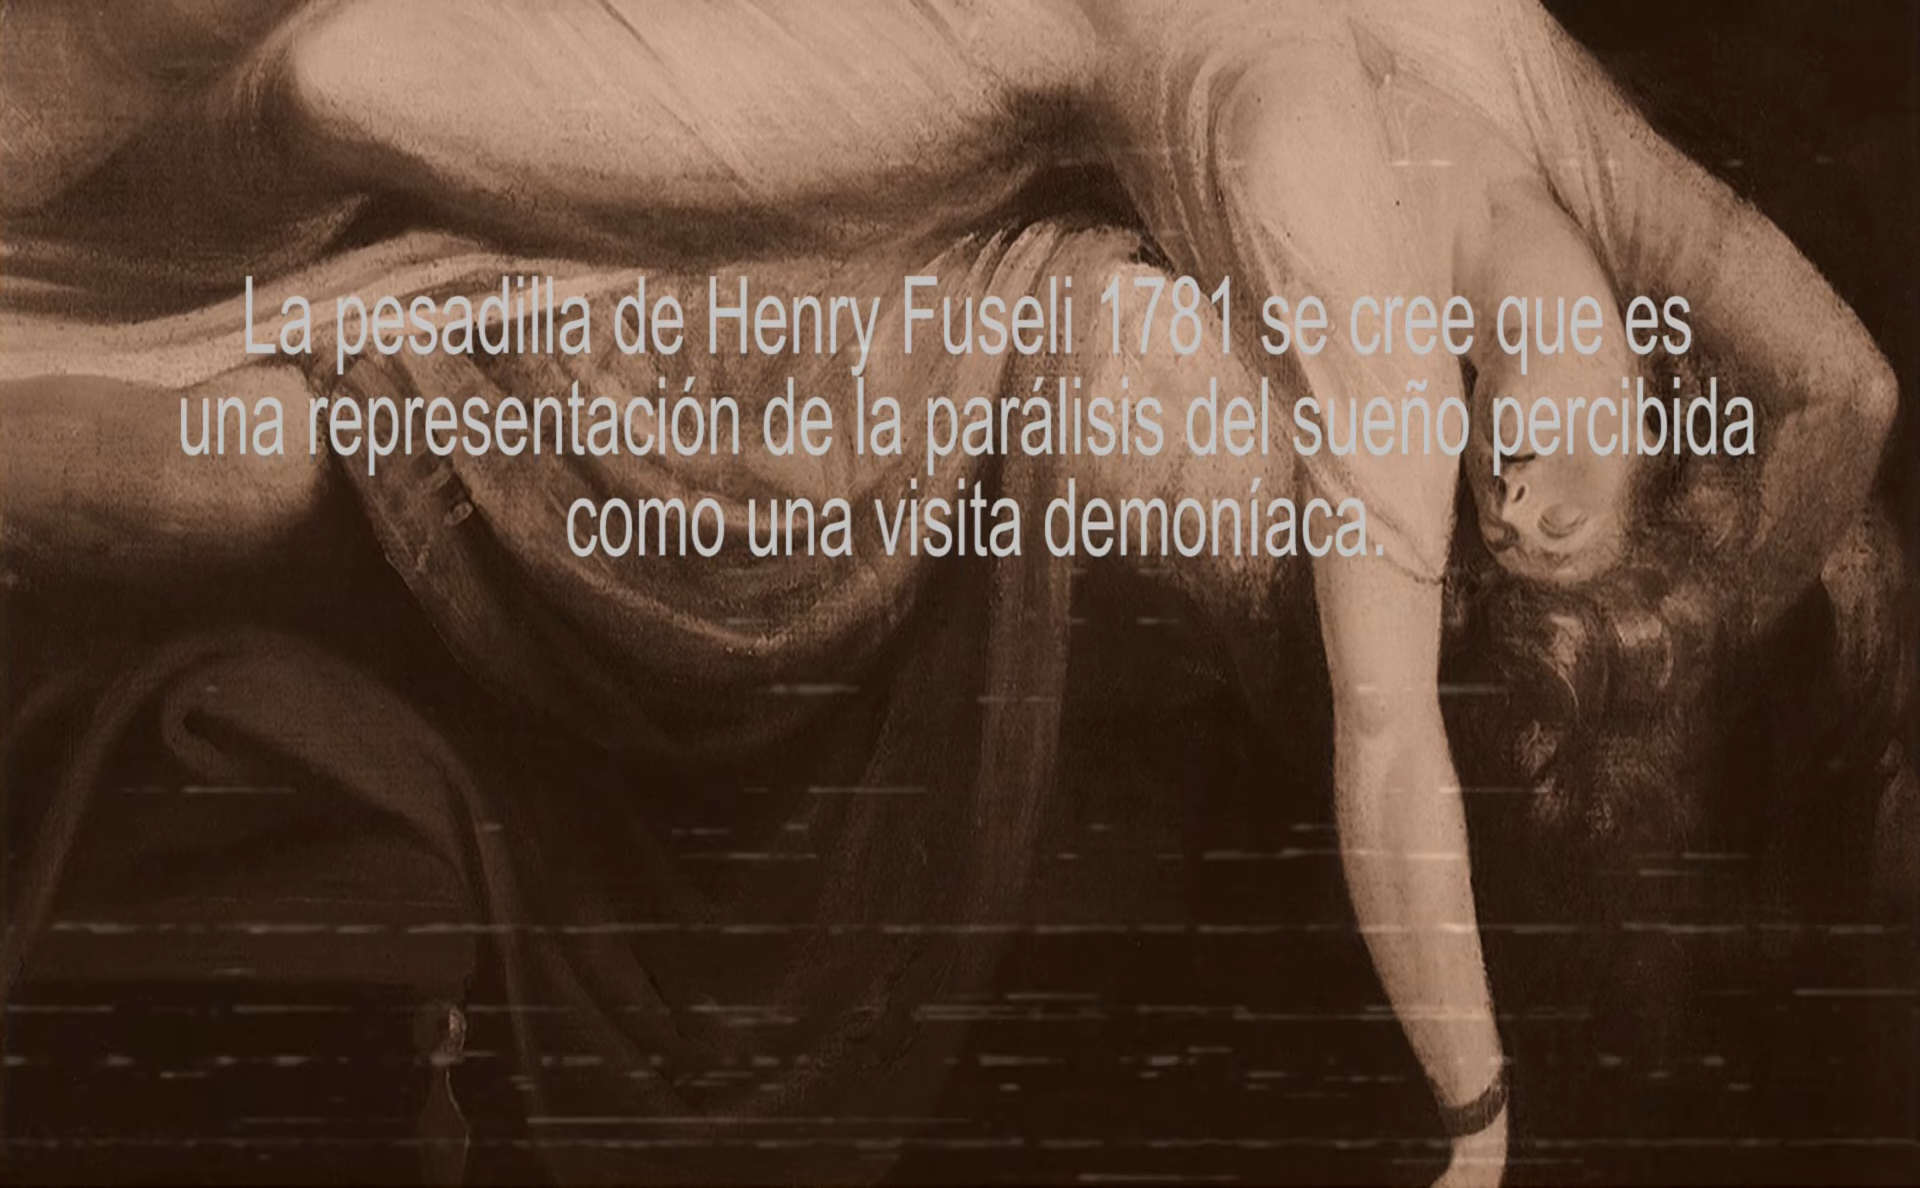 La pesadilla de Henry Fuseli 1781 se cree que es
una representación de la parálisis del sueño percibida
como una visita demoníaca.